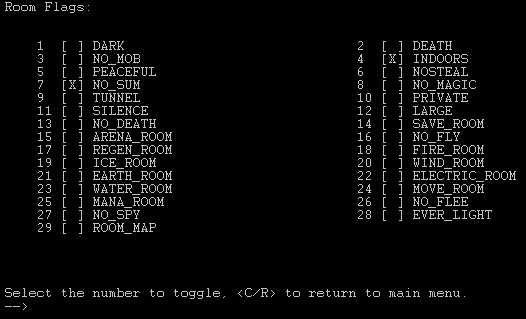 Room Flags:
1 [ ] DARK 2 [ ] DEATH
3 [ ] NO_MOB 4 [X] INDOORS
5 [ ] PEACEFUL 6 [ ] NOSTEAL
7 [X] NO_SUM 8 [ ] NO_MAGIC
9 [ ] TUNNEL 10 [ ] PRIVATE
11 [ ] SILENCE 12 [ ] LARGE
13 [ ] NO_DEATH 14 [ ] SAVE_ROOM
15 [ ] ARENA_ROOM 16 [ ] NO_FLY
17 [ ] REGEN_ROOM 18 [ ] FIRE_ROOM
19 [ ] ICE_ROOM 20 [ ] WIND_ROOM
21 [ ] EARTH_ROOM 22 [ ] ELECTRIC_ROOM
23 [ ] WATER_ROOM 24 [ ] MOVE_ROOM
25 [ ] MANA_ROOM 26 [ ] NO_FLEE
27 [ ] NO_SPY 28 [ ] EVER_LIGHT
29 [ ] ROOM_MAP
Select the number to toggle, <C/R> to return to main menu.
-->